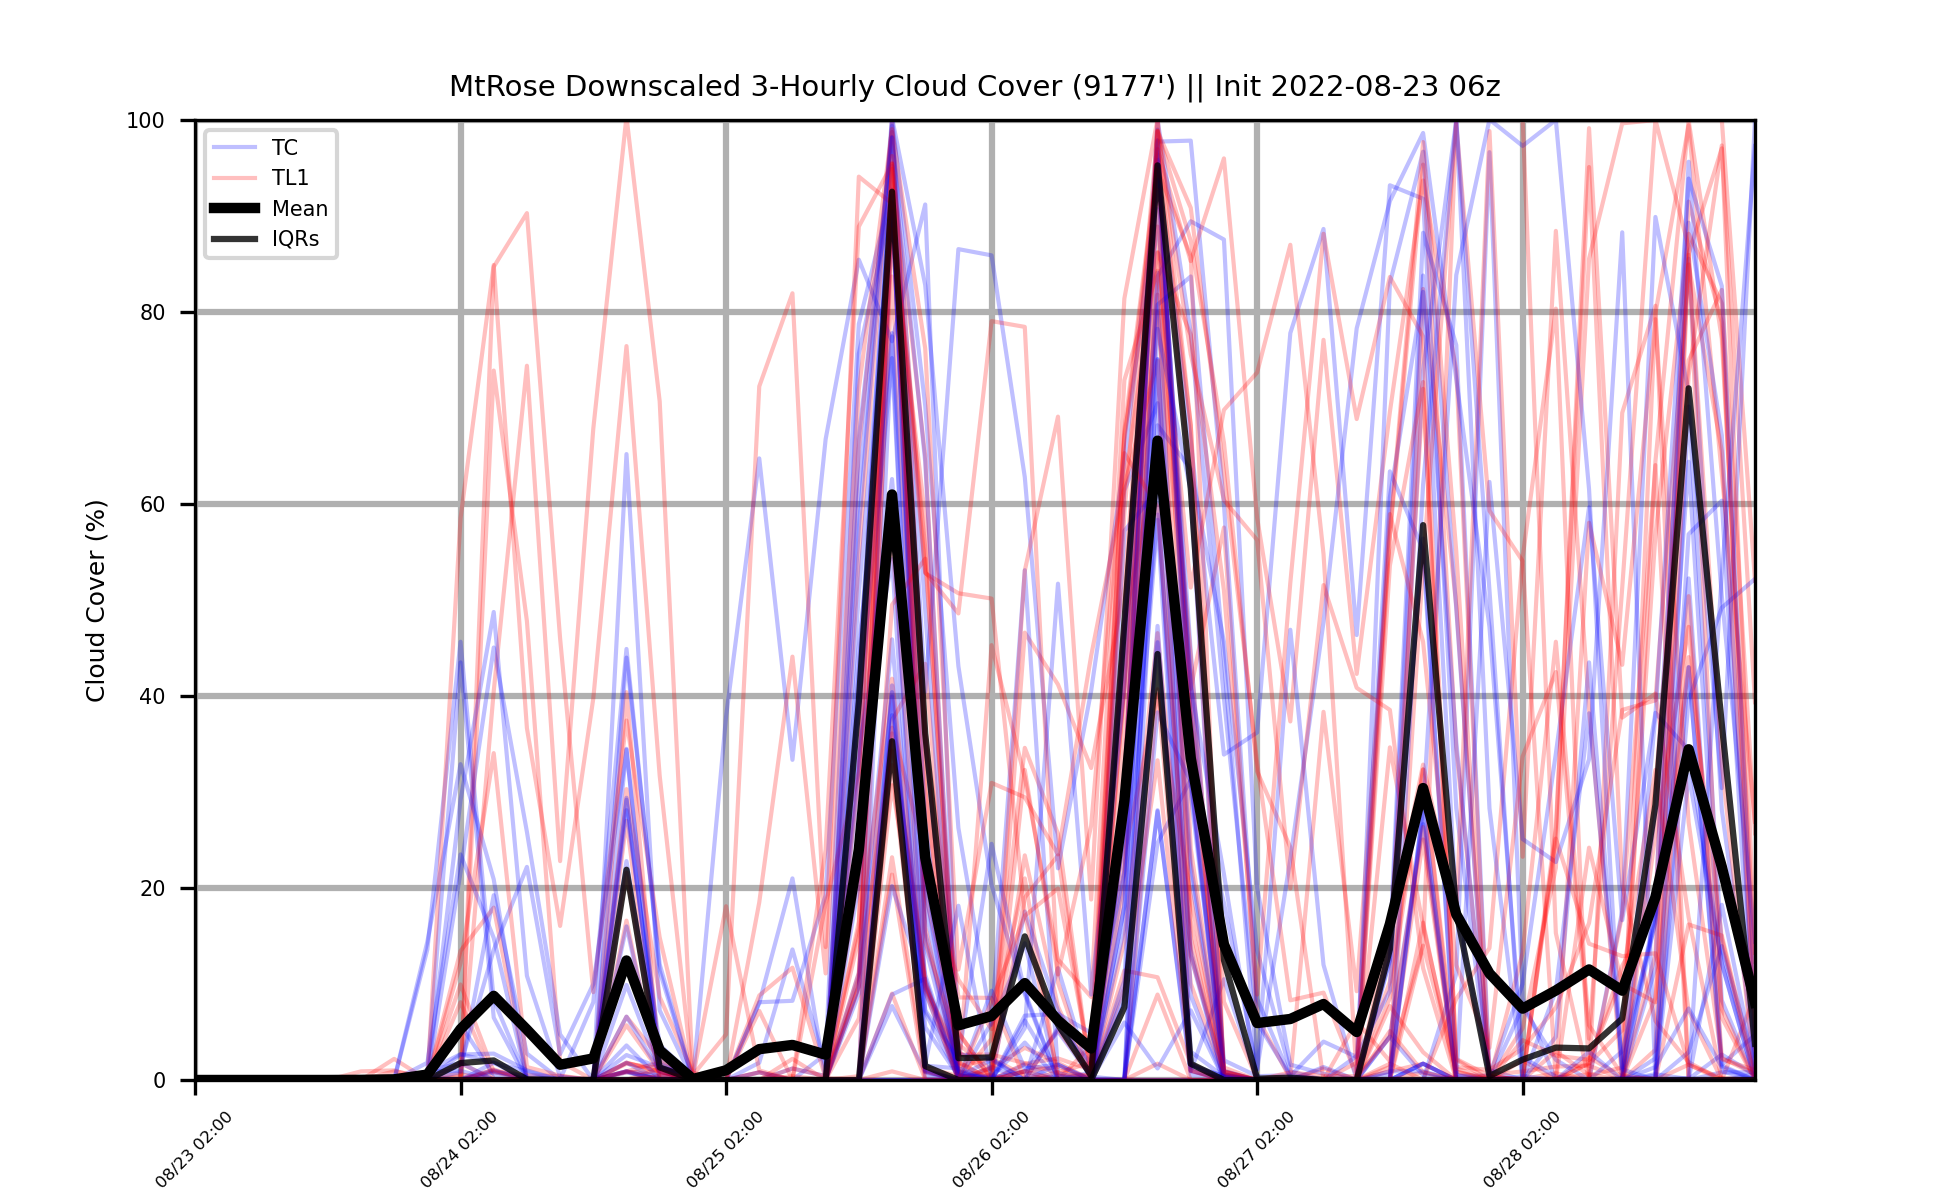 MtRose Downscaled 3-Hourly Cloud Cover (9177') || Init 2022-08-23 06z
100
80
60
40
20
0
Cloud Cover (%)
TC
TL1
Mean
IQRs
08/23 02:00
08/24 02:00
08/25 02:00
08/26 02:00
08/27 02:00
08/28 02:00